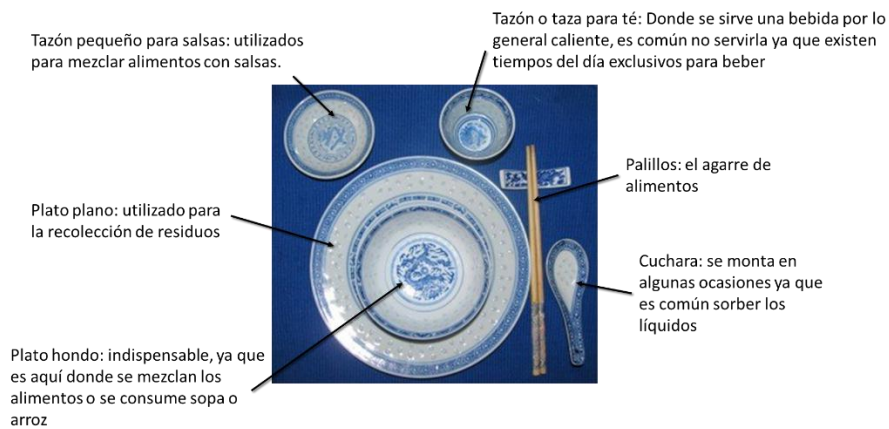 Tazón o taza para té: Donde se sirve una bebida por lo
general caliente, es común no servirla ya que existen
tiempos del día exclusivos para beber
Tazón pequeño para salsas: utilizados
para mezclar alimentos con salsas.
Palillos: el agarre de
alimentos
Plato plano: utilizado para
la recolección de residuos
Cuchara: se monta en
algunas ocasiones ya que
es común sorber los
líquidos
Plato hondo: indispensable, ya que
es aquí donde se mezclan los
alimentos o se consume sopa o
arroz